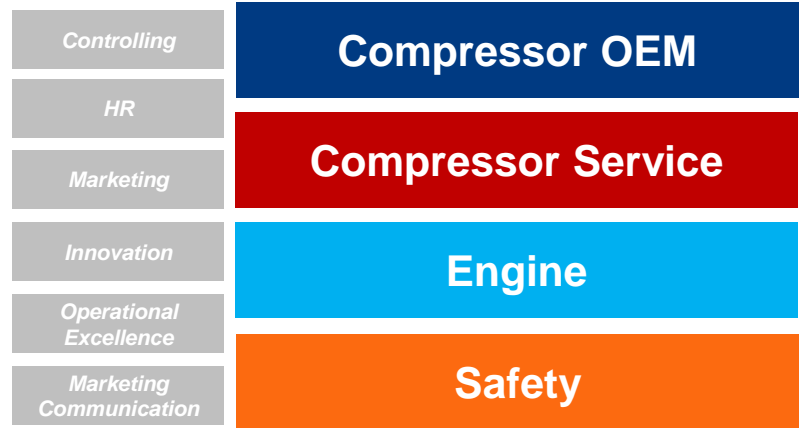 Controlling
HR
Marketing
Innovation
Operational
Excellence
Marketing
Communication
Compressor OEM
Compressor Service
Engine
Safety